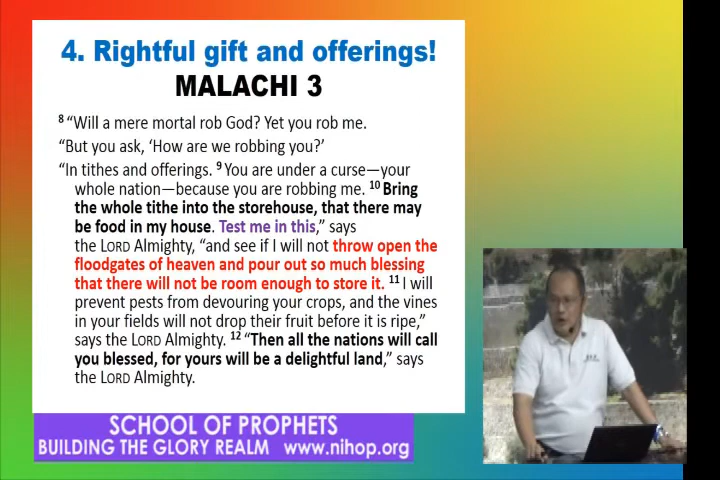 4. Rightful gift and offerings!
MALACHI 3
8 “Will a mere mortal rob God? Yet you rob me.
“But you ask, ‘How are we robbing you?’
“In tithes and offerings. 9 You are under a curse—your
whole nation—because you are robbing me. 10 Bring
the whole tithe into the storehouse, that there may
be food in my house. Test me in this,” says
the LORD Almighty, “and see if I will not throw open the
floodgates of heaven and pour out so much blessing
that there will not be room enough to store it. 11 I will
prevent pests from devouring your crops, and the vines
in your fields will not drop their fruit before it is ripe,”
says the LORD Almighty. 12 “Then all the nations will call
you blessed, for yours will be a delightful land,” says
the LORD Almighty.
SCHOOL OF PROPHETS
BUILDING THE GLORY REALM www.nihop.org